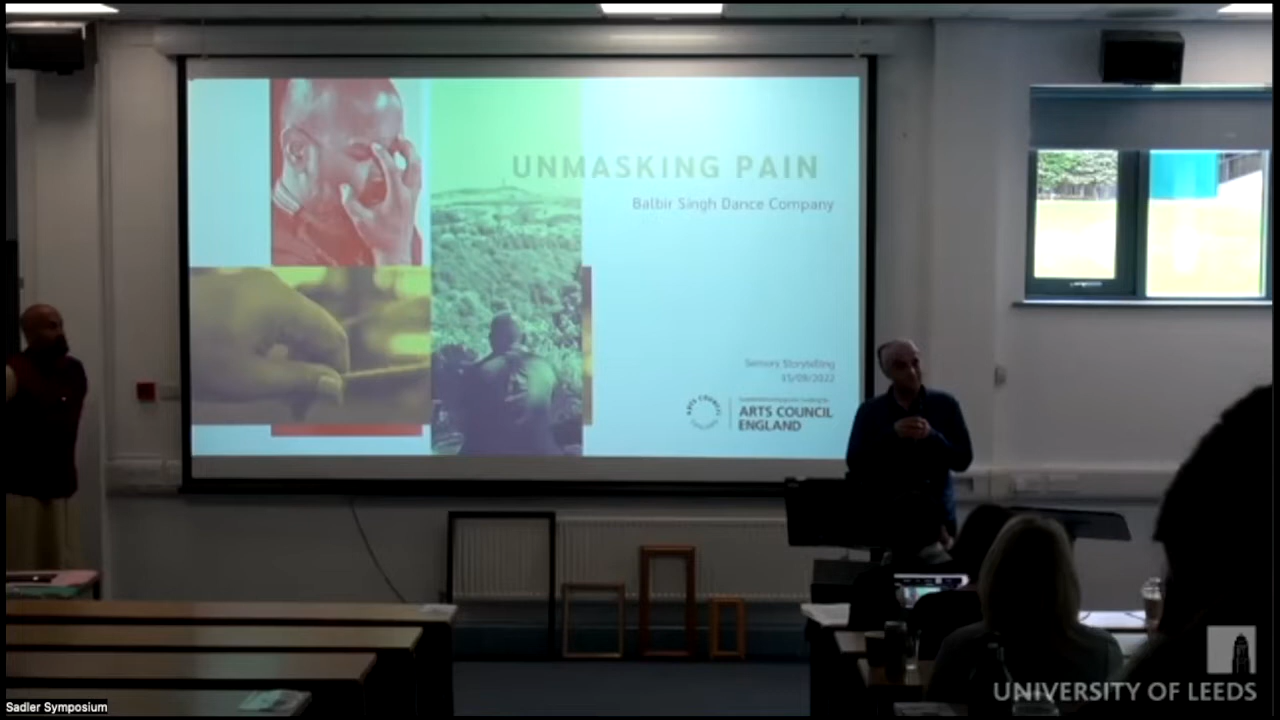 UNMASKING PAIN
Balbir Singh Dance Company
Sensory Storytelling
15/09/2022
ARTS COUNCIL
ENGLAND
UNIVERSITY OF LEEDS
Sadler Symposium